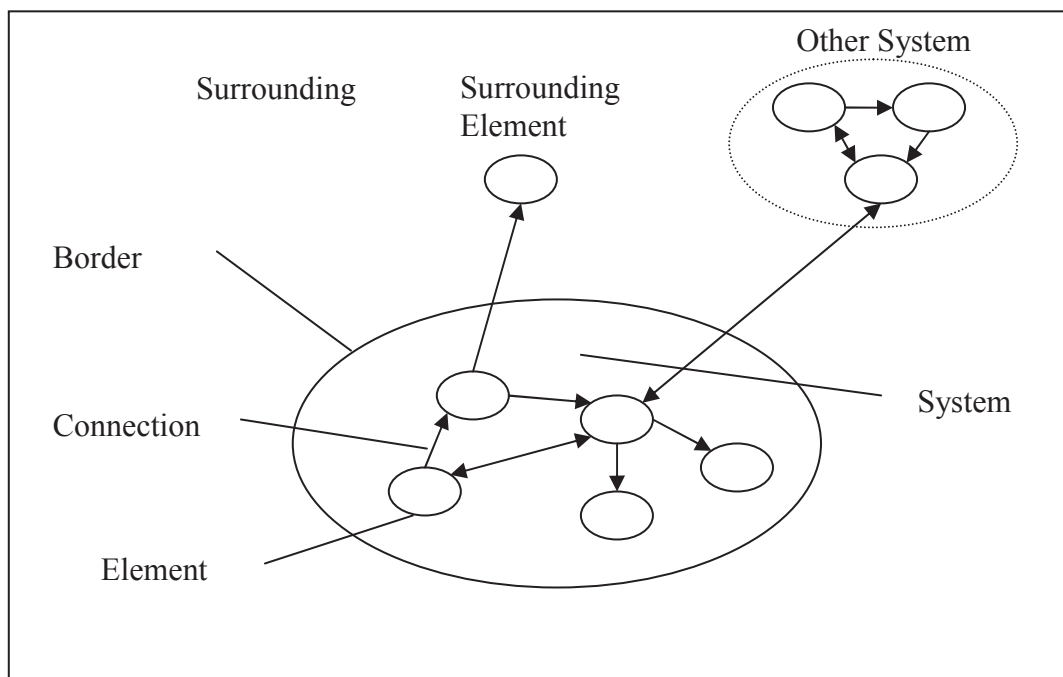 Other System
Surrounding
Surrounding
Element
Border
System
Connection
Element